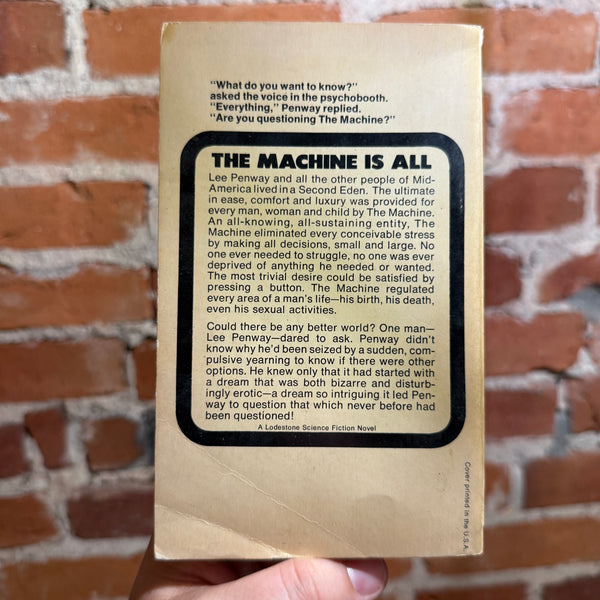 "What do you want to know?"
asked the voice in the psychobooth.
"Everything," Penway replied.
"Are you questioning The Machine?"
THE MACHINE IS ALL
Lee Penway and all the other people of Mid-
America lived in a Second Eden. The ultimate
in ease, comfort and luxury was provided for
every man, woman and child by The Machine.
An all-knowing, all-sustaining entity, The
Machine eliminated every conceivable stress
by making all decisions, small and large. No
one ever needed to struggle, no one was ever
deprived of anything he needed or wanted.
The most trivial desire could be satisfied by
pressing a button. The Machine regulated
every area of a man's life—his birth, his death,
even his sexual activities.
Could there be any better world? One man—
Lee Penway—dared to ask. Penway didn't
know why he'd been seized by a sudden, com-
pulsive yearning to know if there were other
options. He knew only that it had started with
a dream that was both bizarre and disturb-
ingly erotic—a dream so intriguing it led Pen-
way to question that which never before had
been questioned!
A Lodestone Science Fiction Novel
Cover printed in the U.S.A.